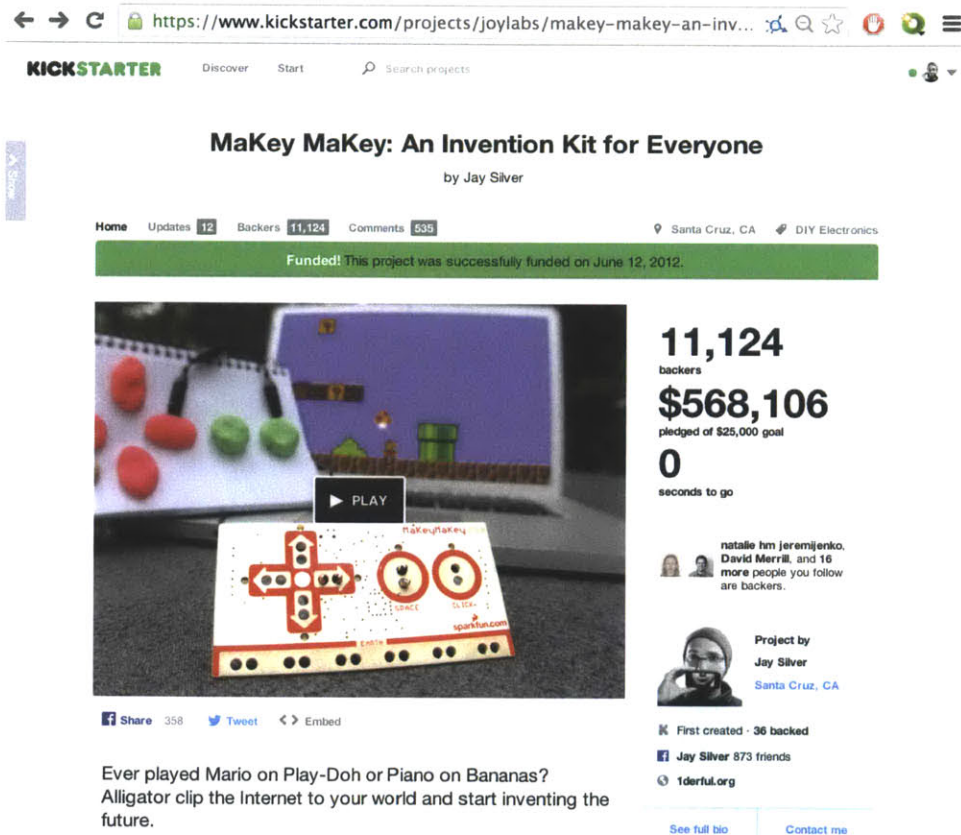 https://www.kickstarter.com/projects/joylabs/makey-makey-an-inv...
KICKSTARTER Discover Start Search projects
MaKey MaKey: An Invention Kit for Everyone
by Jay Silver
Show
Home Updates 12 Backers 11,124 Comments 535 Santa Cruz, CA DIY Electronics
Funded! This project was successfully funded on June 12, 2012.
11,124
backers
$568,106
pledged of $25,000 goal
0
seconds to go
PLAY
MaKeyMaKey
SPACE
CLICK
sparkfun.com
EARTH
natalie hm jeremijenko,
David Merrill, and 16
more people you follow
are backers.
Project by
Jay Silver
Santa Cruz, CA
Share 358 Tweet Embed
First created · 36 backed
Jay Silver 873 friends
1derful.org
Ever played Mario on Play-Doh or Piano on Bananas?
Alligator clip the Internet to your world and start inventing the
future.
See full bio Contact me